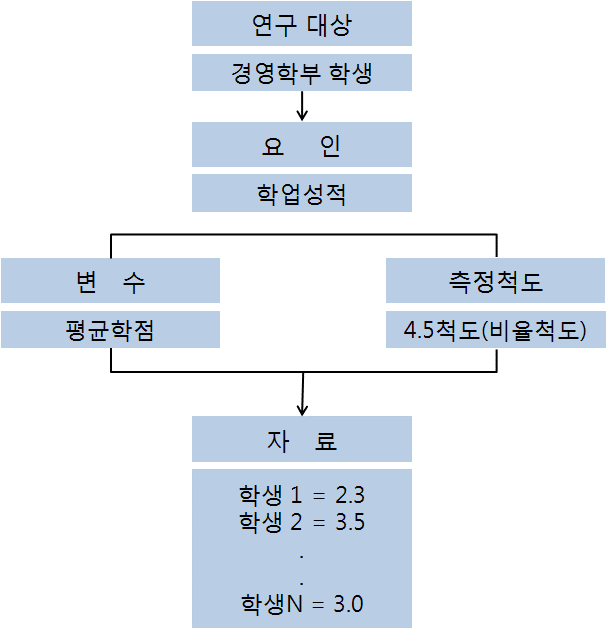 연구 대상
경영학부 학생
요 인
학업성적
변 수
측정척도
평균학점
4.5척도(비율척도)
자 료
학생 1 = 2.3
학생 2 = 3.5
.
.
학생N = 3.0